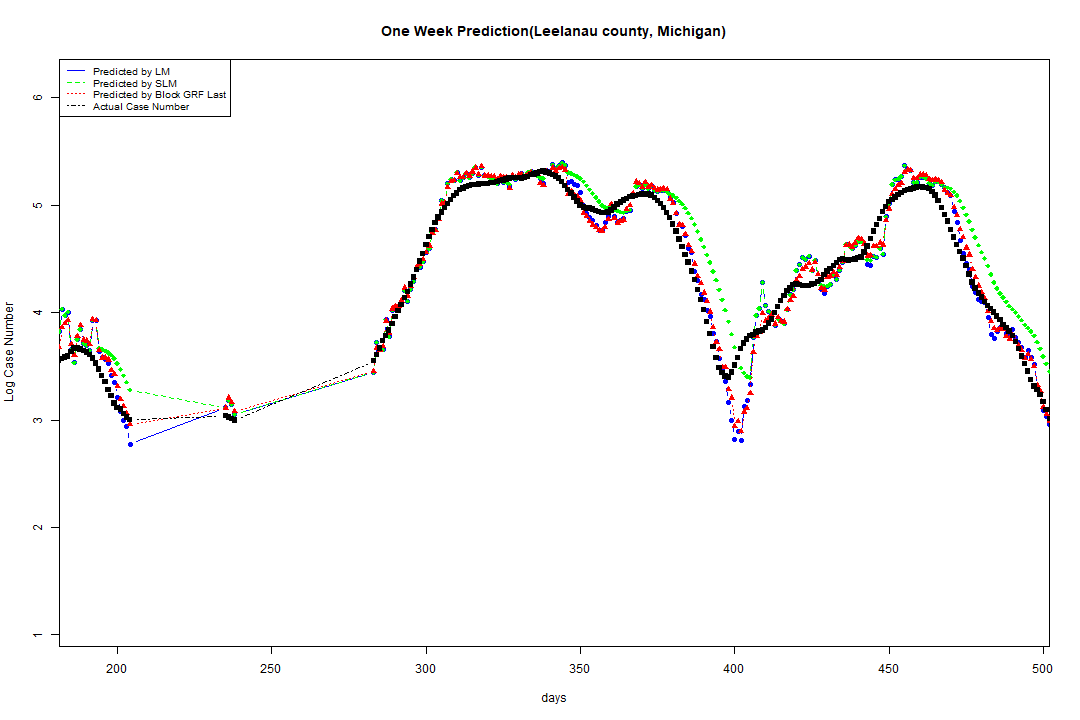 One Week Prediction(Leelanau county, Michigan)
Predicted by LM
Predicted by SLM
Predicted by Block GRF Last
Actual Case Number
Log Case Number
6
5
4
3
2
1
200 250 300 350 400 450 500
days